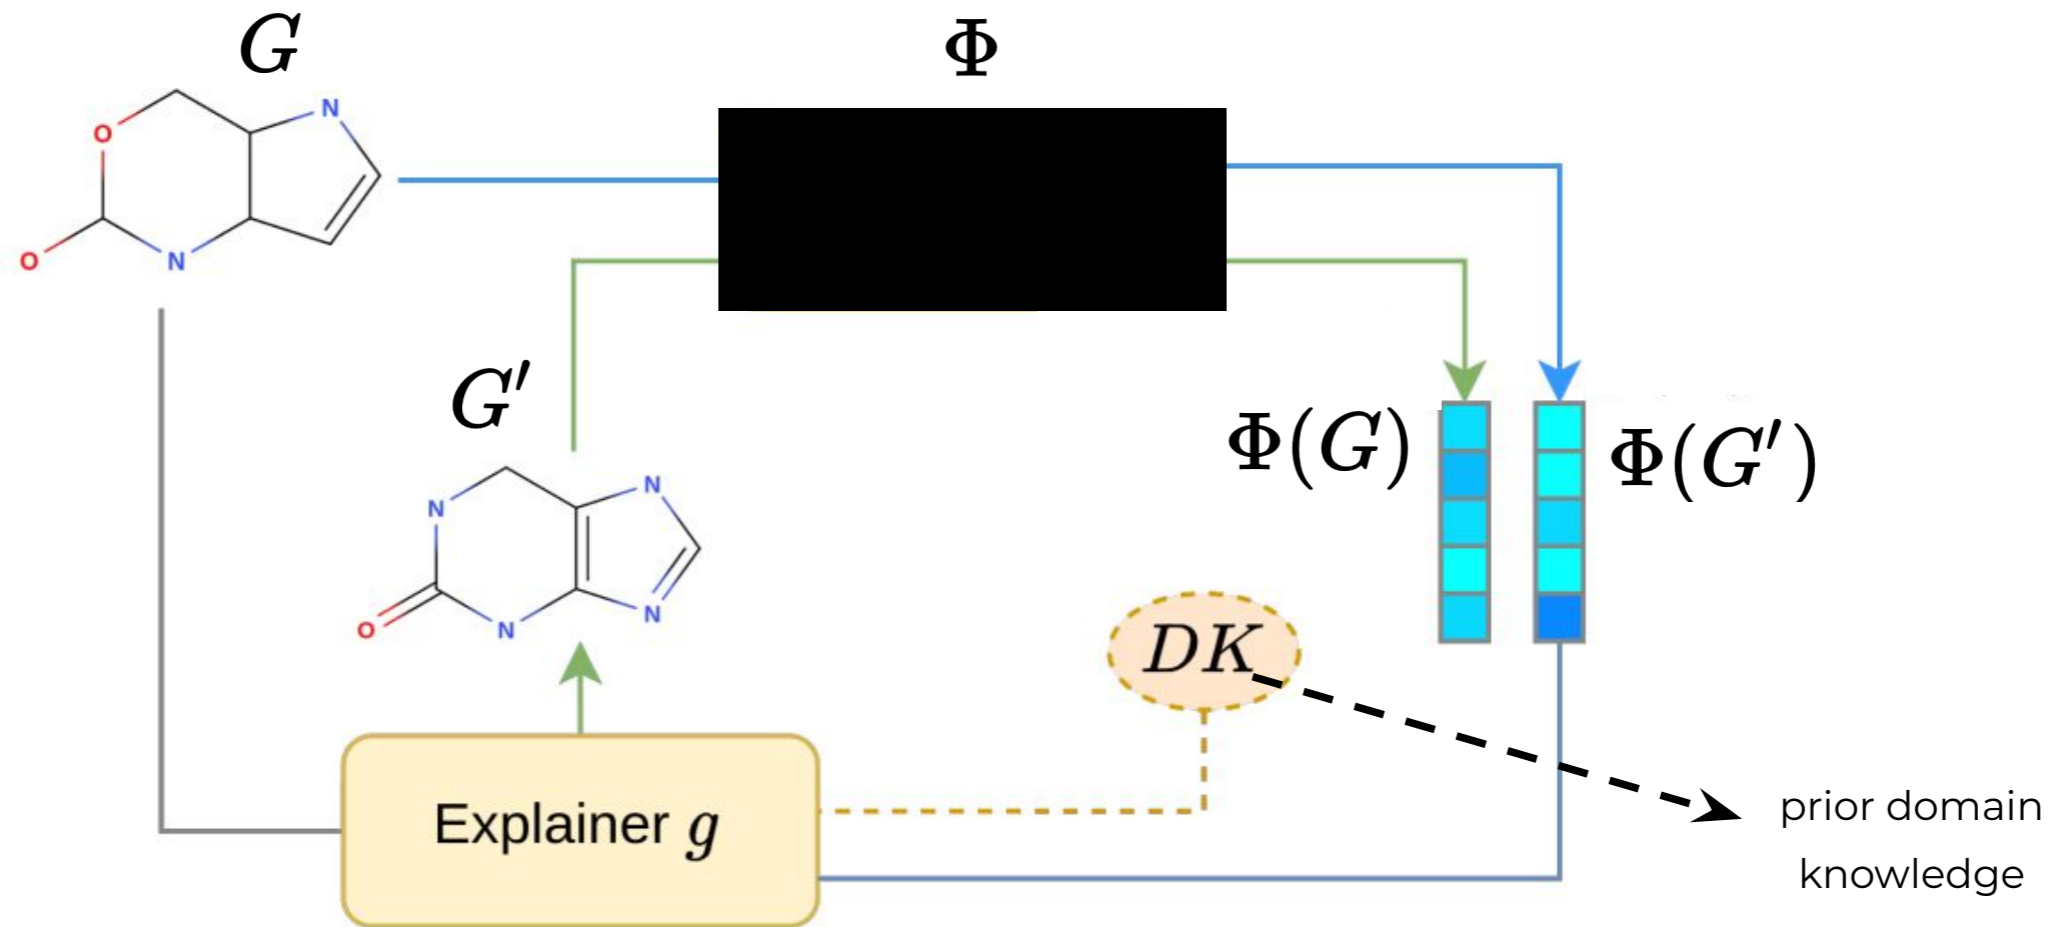 G
Φ
N
O
O
N
G′
Φ(G)
Φ(G′)
N
N
O
N
N
DK
Explainer g
prior domain
knowledge